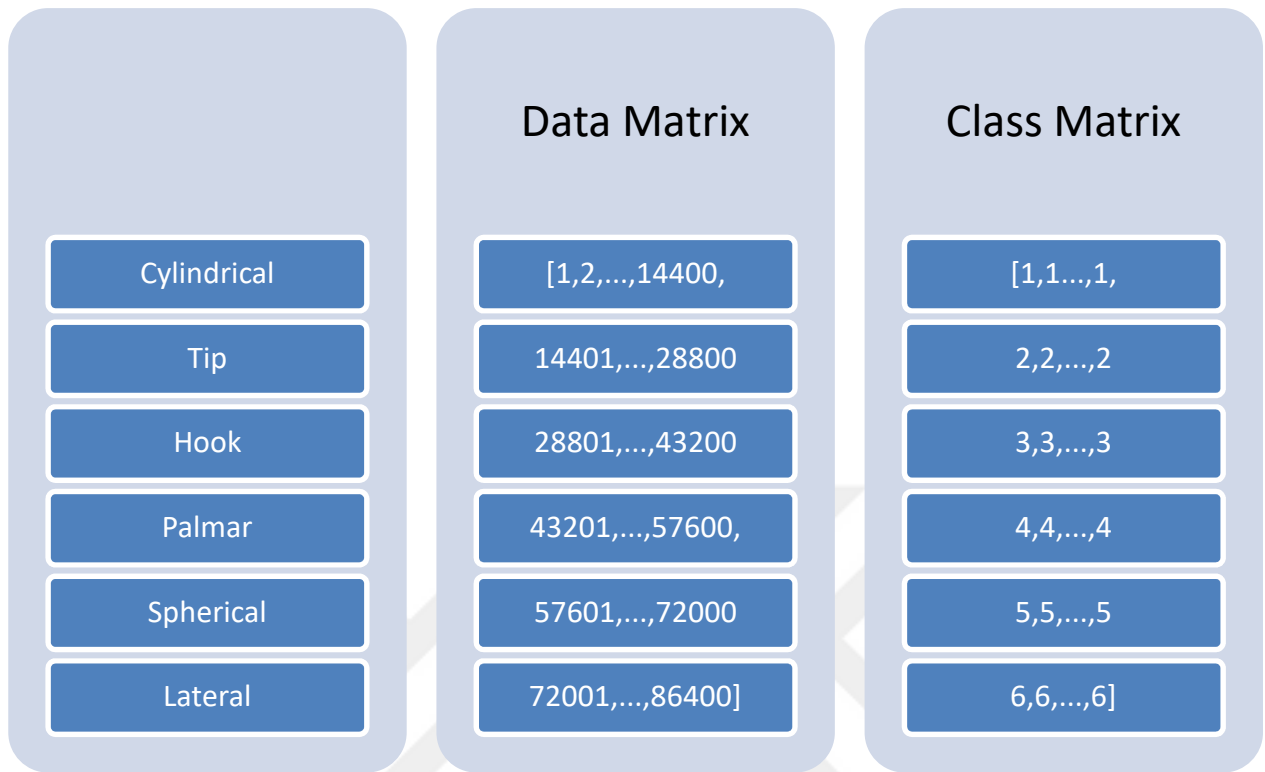 Data Matrix
Class Matrix
Cylindrical
[1,2,...,14400,
[1,1...,1,
Tip
14401,...,28800
2,2,...,2
Hook
28801,...,43200
3,3,...,3
Palmar
43201,...,57600,
4,4,...,4
Spherical
57601,...,72000
5,5,...,5
Lateral
72001,...,86400]
6,6,...,6]